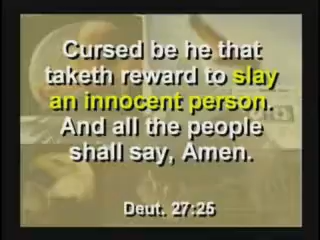 Cursed be he that
taketh reward to slay
an innocent person.
And all the people
shall say, Amen.
Deut. 27:25